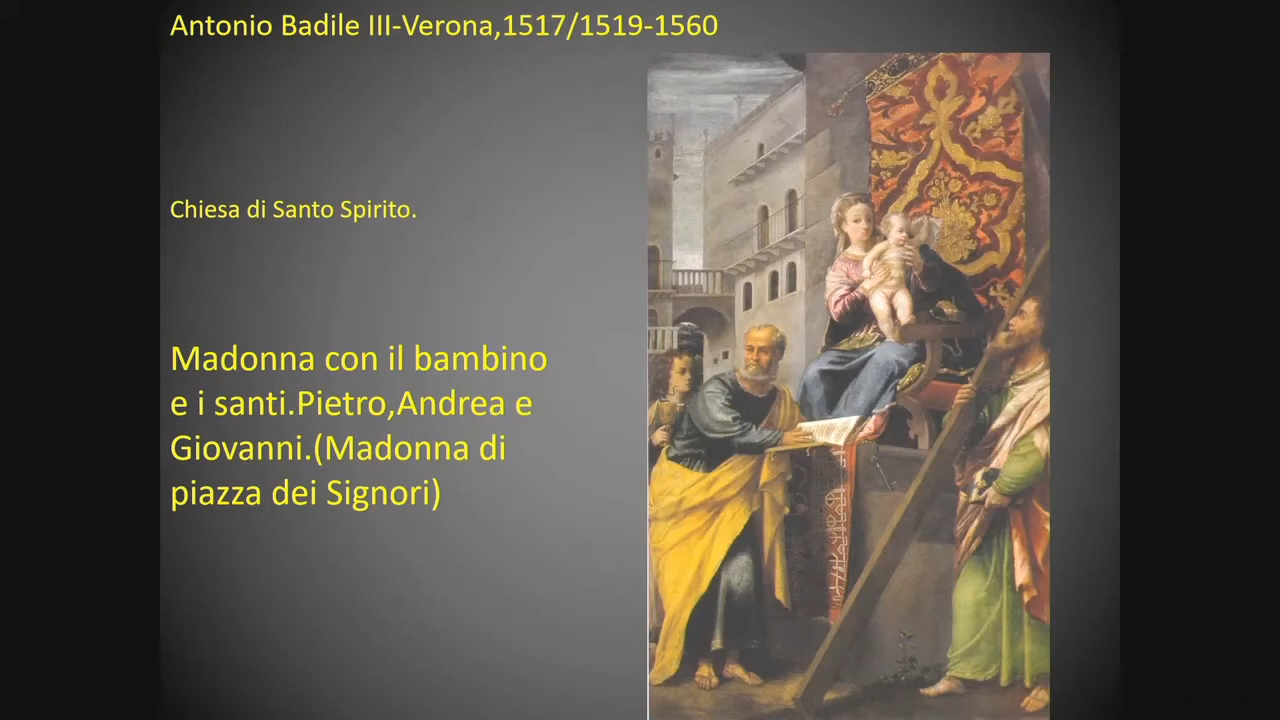 Antonio Badile III-Verona,1517/1519-1560
Chiesa di Santo Spirito.
Madonna con il bambino
e i santi.Pietro,Andrea e
Giovanni.(Madonna di
piazza dei Signori)